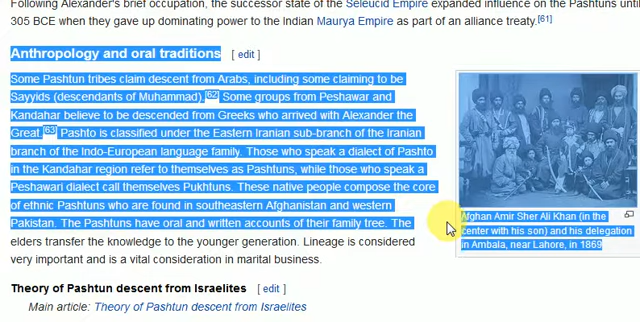 Following Alexander's brief occupation, the successor state of the Seleucid Empire expanded influence on the Pashtuns until
305 BCE when they gave up dominating power to the Indian Maurya Empire as part of an alliance treaty.[61]
Anthropology and oral traditions [ edit ]
Some Pashtun tribes claim descent from Arabs, including some claiming to be
Sayyids (descendants of Muhammad).[62] Some groups from Peshawar and
Kandahar believe to be descended from Greeks who arrived with Alexander the
Great.[63] Pashto is classified under the Eastern Iranian sub-branch of the Iranian
branch of the Indo-European language family. Those who speak a dialect of Pashto
in the Kandahar region refer to themselves as Pashtuns, while those who speak a
Peshawari dialect call themselves Pukhtuns. These native people compose the core
of ethnic Pashtuns who are found in southeastern Afghanistan and western
Pakistan. The Pashtuns have oral and written accounts of their family tree. The
elders transfer the knowledge to the younger generation. Lineage is considered
very important and is a vital consideration in marital business.
Afghan Amir Sher Ali Khan (in the
center with his son) and his delegation
in Ambala, near Lahore, in 1869
Theory of Pashtun descent from Israelites [ edit ]
Main article: Theory of Pashtun descent from Israelites